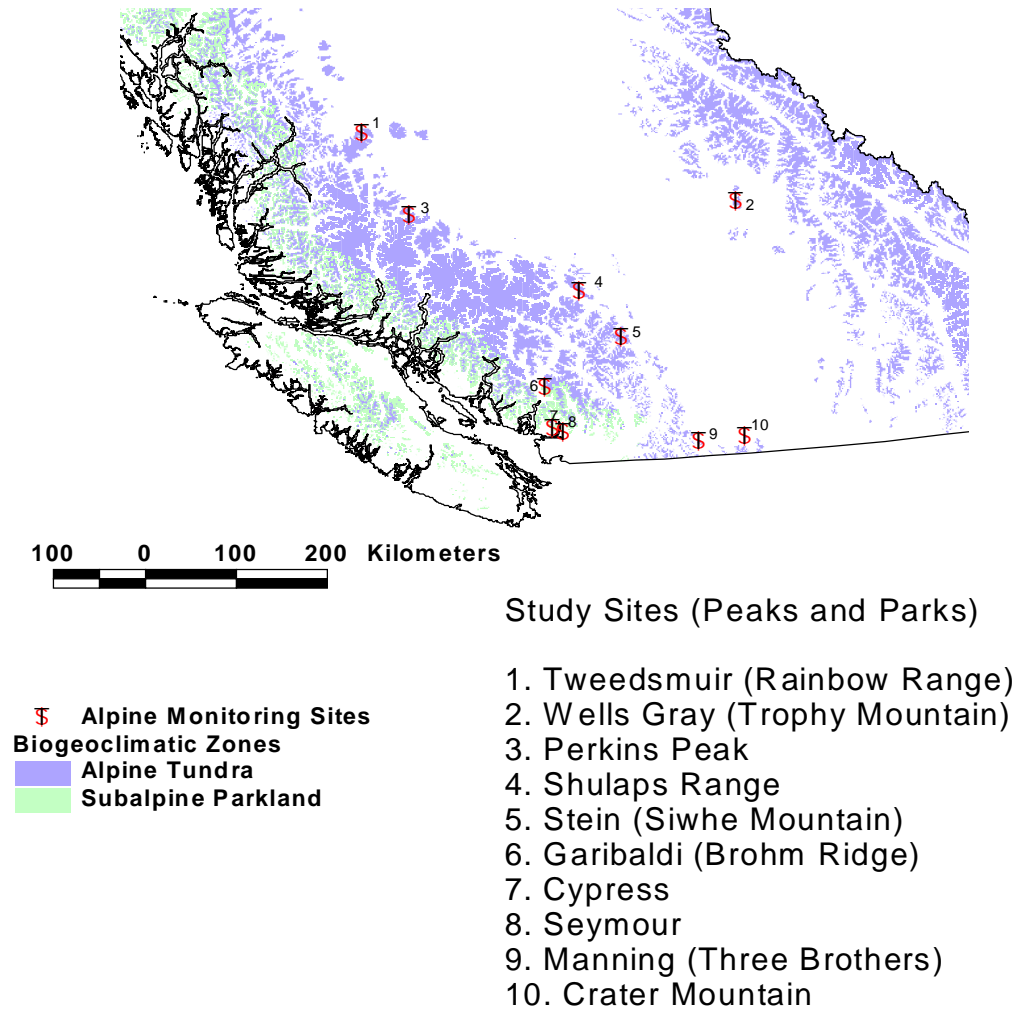 1
2
3
4
5
6
7
8
9
10
100 0 100 200 Kilometers
Study Sites (Peaks and Parks)
1. Tweedsmuir (Rainbow Range)
2. Wells Gray (Trophy Mountain)
3. Perkins Peak
4. Shulaps Range
5. Stein (Siwhe Mountain)
6. Garibaldi (Brohm Ridge)
7. Cypress
8. Seymour
9. Manning (Three Brothers)
10. Crater Mountain
Alpine Monitoring Sites
Biogeoclimatic Zones
Alpine Tundra
Subalpine Parkland